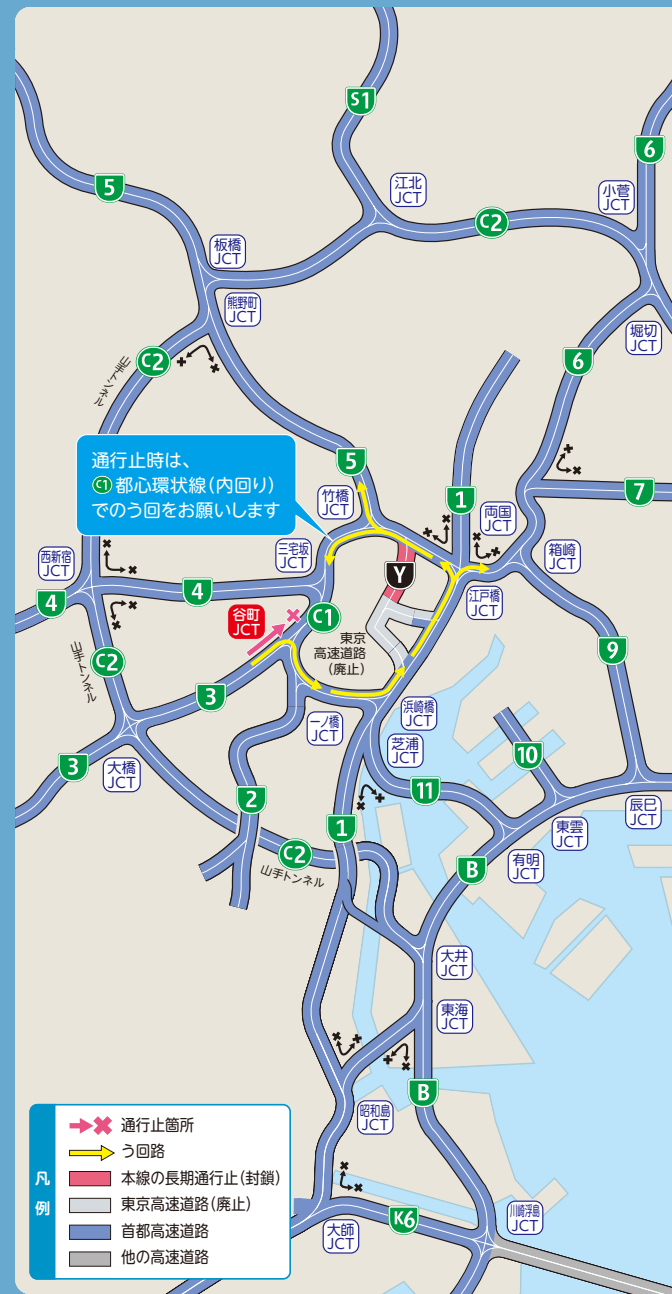 S1
6
5
江北
JCT
小菅
JCT
C2
板橋
JCT
熊野町
JCT
堀切
JCT
C2
山手トンネル
6
通行止時は、
C1都心環状線(内回り)
でのう回をお願いします
5
竹橋
JCT
1
両国
JCT
7
箱崎
JCT
三宅坂
JCT
西新宿
JCT
Y
4
4
江戸橋
JCT
谷町
JCT
C1
東京
高速道路
(廃止)
C2
山手トンネル
9
3
一ノ橋
JCT
浜崎橋
JCT
芝浦
JCT
3
大橋
JCT
10
2
11
辰巳
JCT
1
東雲
JCT
有明
JCT
C2
山手トンネル
B
大井
JCT
東海
JCT
B
昭和島
JCT
大師
JCT
K6
川崎浮島
JCT
凡例
通行止箇所
う回路
本線の長期通行止(封鎖)
東京高速道路(廃止)
首都高速道路
他の高速道路